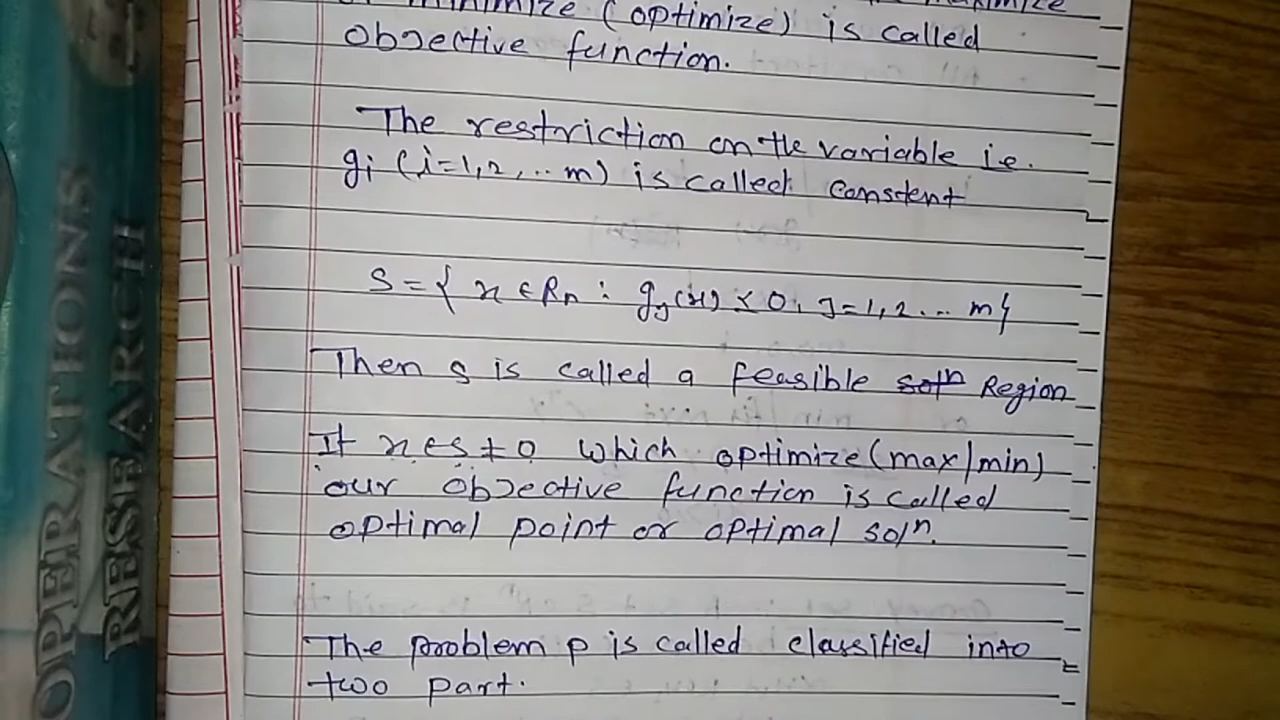 or minimize (optimize) is called
Objective function.
The restriction on the variable i.e.
gi (i=1,2,.. m) is called constent
S = { x ∈ Rn : gj(x) ≤ 0, j=1,2... m}
Then S is called a feasible soln Region
If x ∈ S ≠ 0 which optimize (max/min)
our objective function is called
optimal point or optimal soln.
The problem p is called classified into
two part.
OPERATIONS
RESEARCH